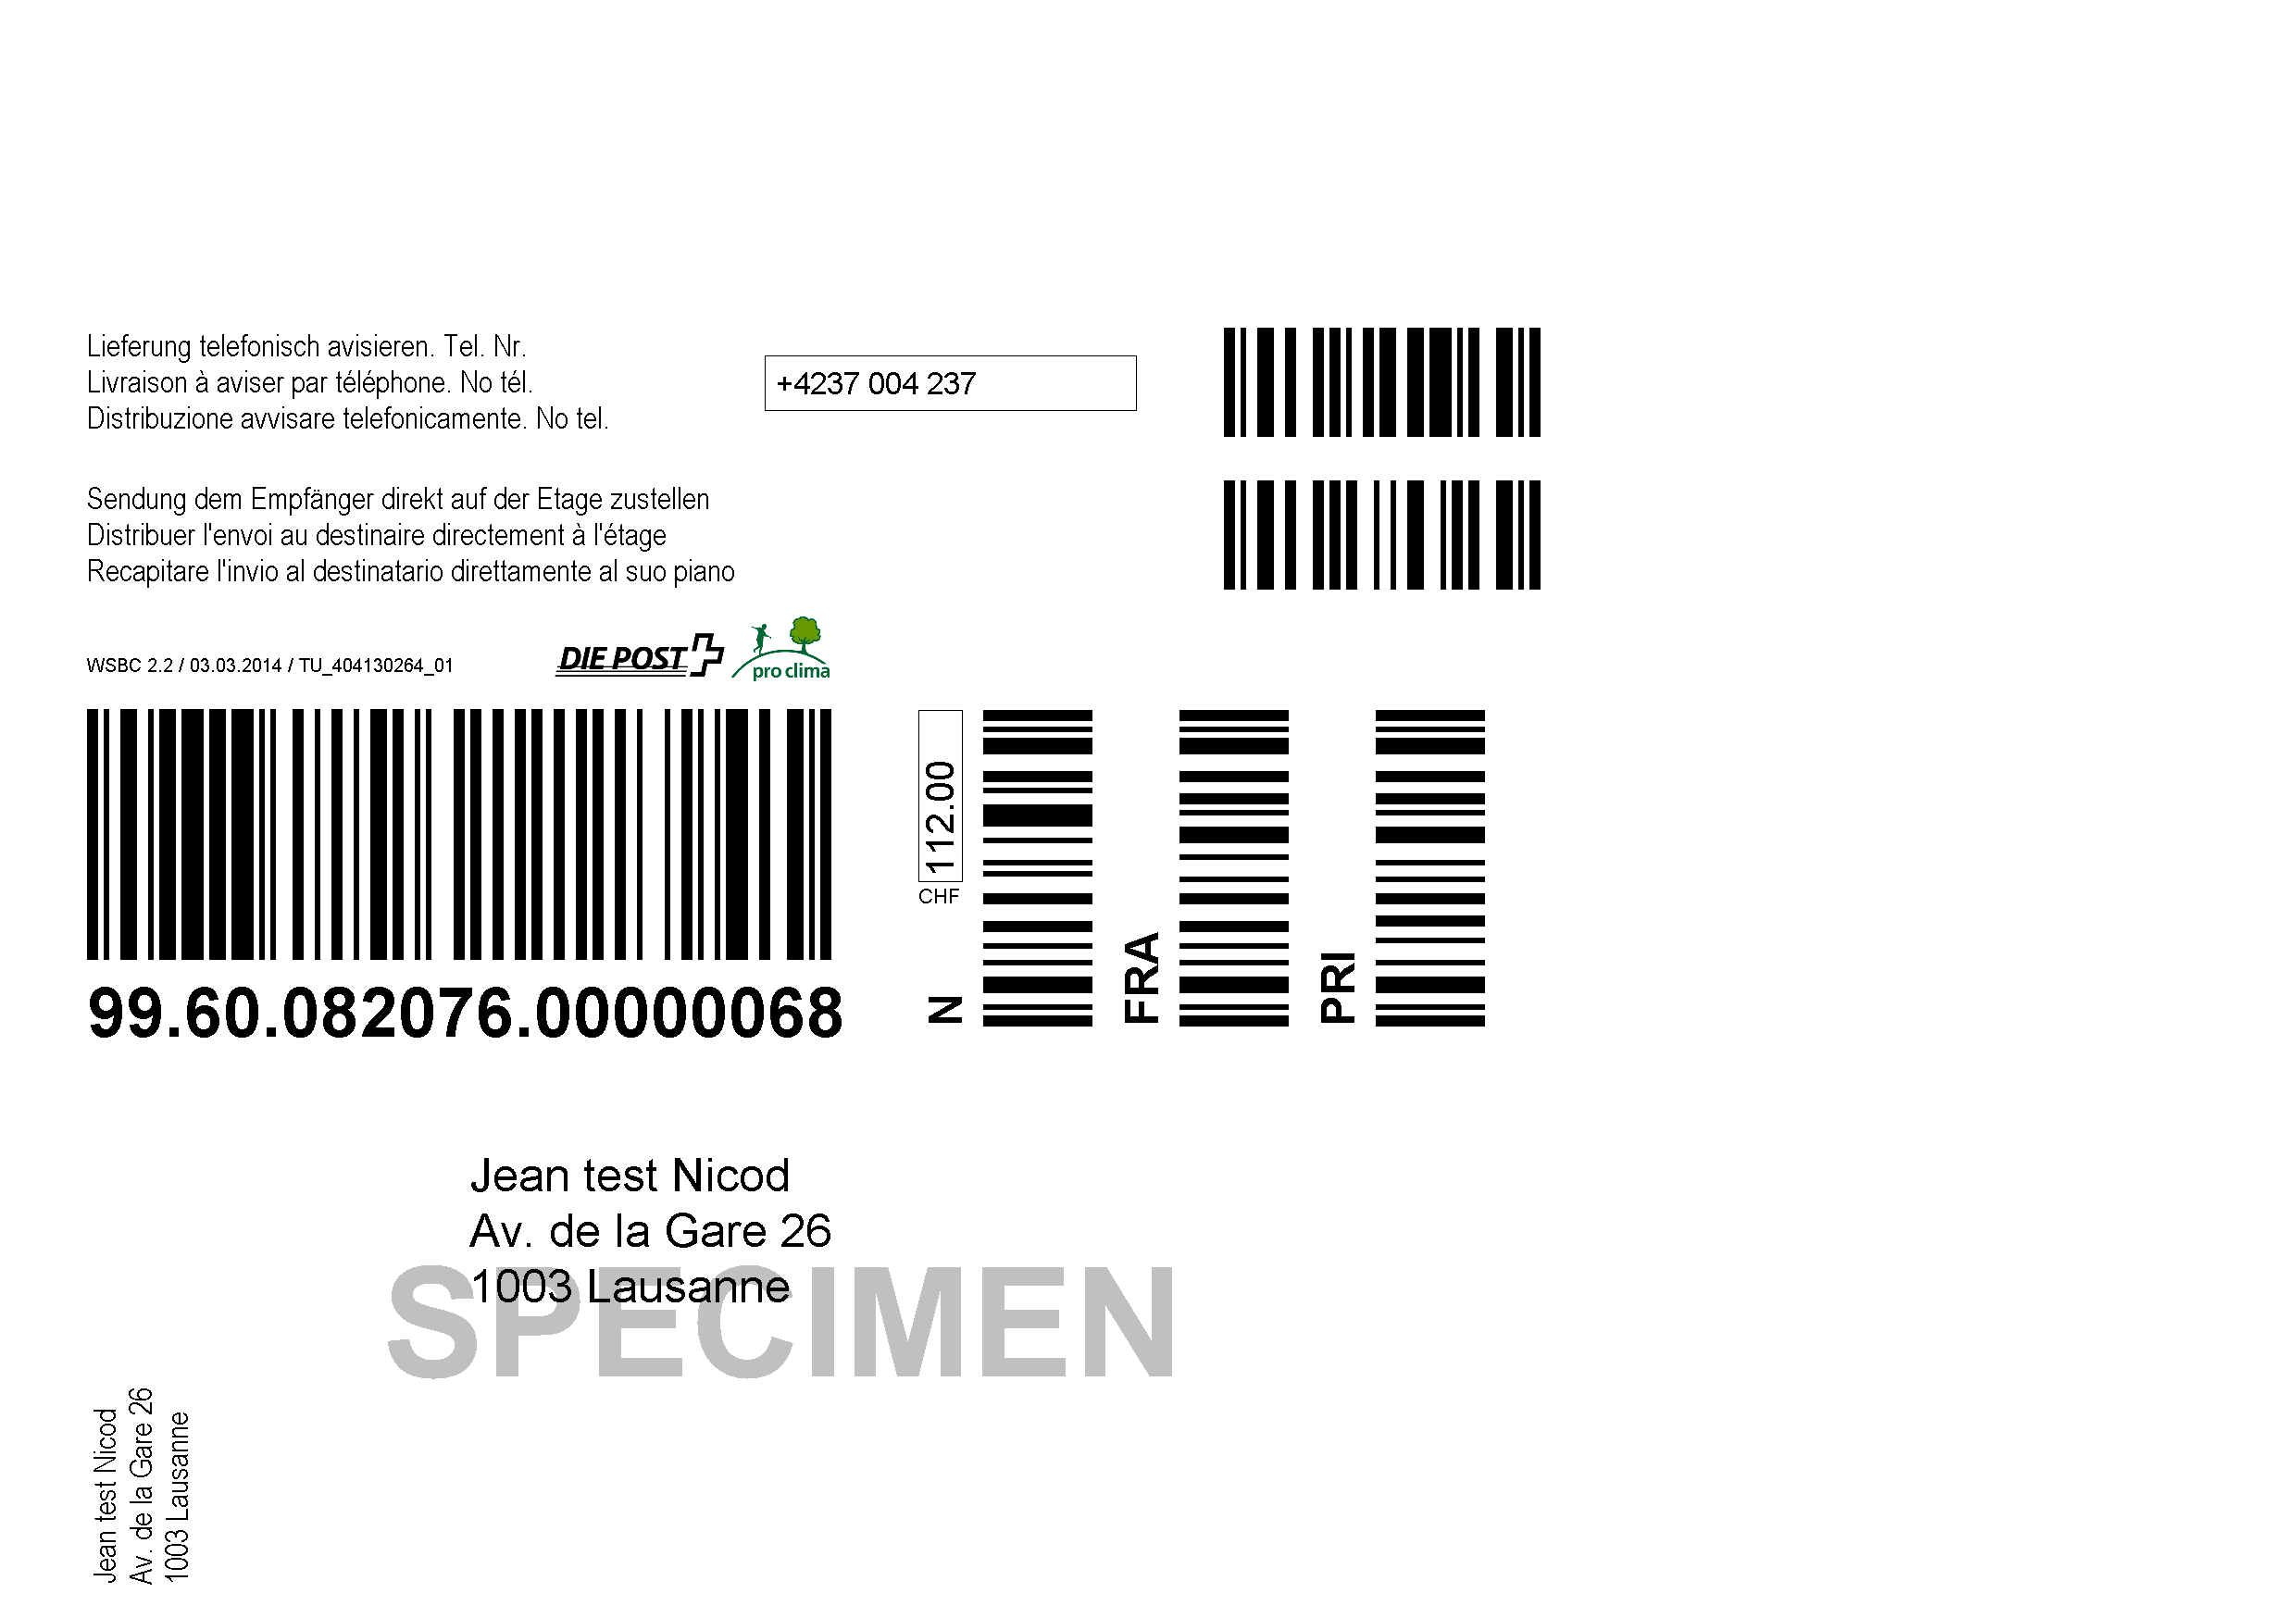 Lieferung telefonisch avisieren. Tel. Nr.
Livraison à aviser par téléphone. No tél.
Distribuzione avvisare telefonicamente. No tel.
+4237 004 237
Sendung dem Empfänger direkt auf der Etage zustellen
Distribuer l'envoi au destinaire directement à l'étage
Recapitare l'invio al destinatario direttamente al suo piano
WSBC 2.2 / 03.03.2014 / TU_404130264_01
DIE POST
pro clima
99.60.082076.00000068
CHF 112.00
N
FRA
PRI
Jean test Nicod
Av. de la Gare 26
1003 Lausanne
SPECIMEN
Jean test Nicod
Av. de la Gare 26
1003 Lausanne